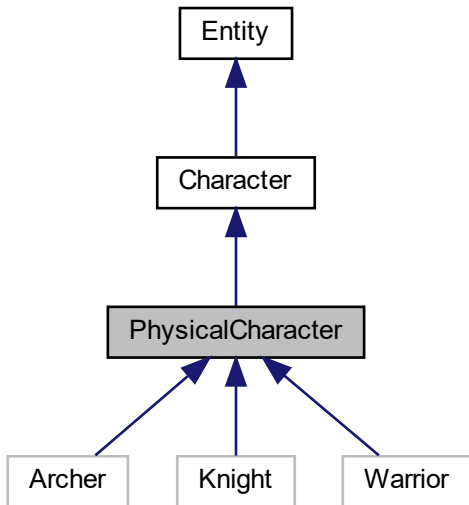 Entity
Character
PhysicalCharacter
Archer
Knight
Warrior